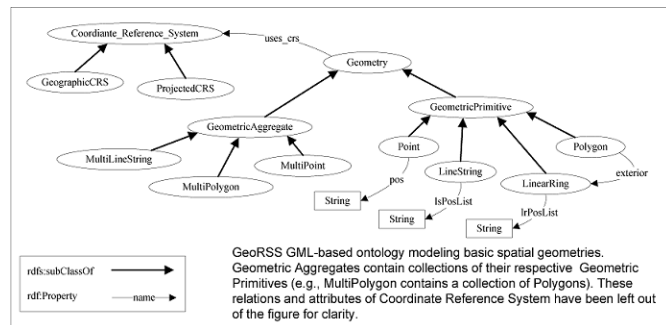 Coordiante_Reference_System
uses_crs
Geometry
GeographicCRS
ProjectedCRS
GeometricPrimitive
GeometricAggregate
Point
Polygon
MultiLineString
MultiPoint
LineString
MultiPolygon
pos
LinearRing
exterior
String
lsPosList
lrPosList
String
String
GeoRSS GML-based ontology modeling basic spatial geometries.
Geometric Aggregates contain collections of their respective Geometric
Primitives (e.g., MultiPolygon contains a collection of Polygons). These
relations and attributes of Coordinate Reference System have been left out
of the figure for clarity.
rdfs:subClassOf
rdf:Property
name